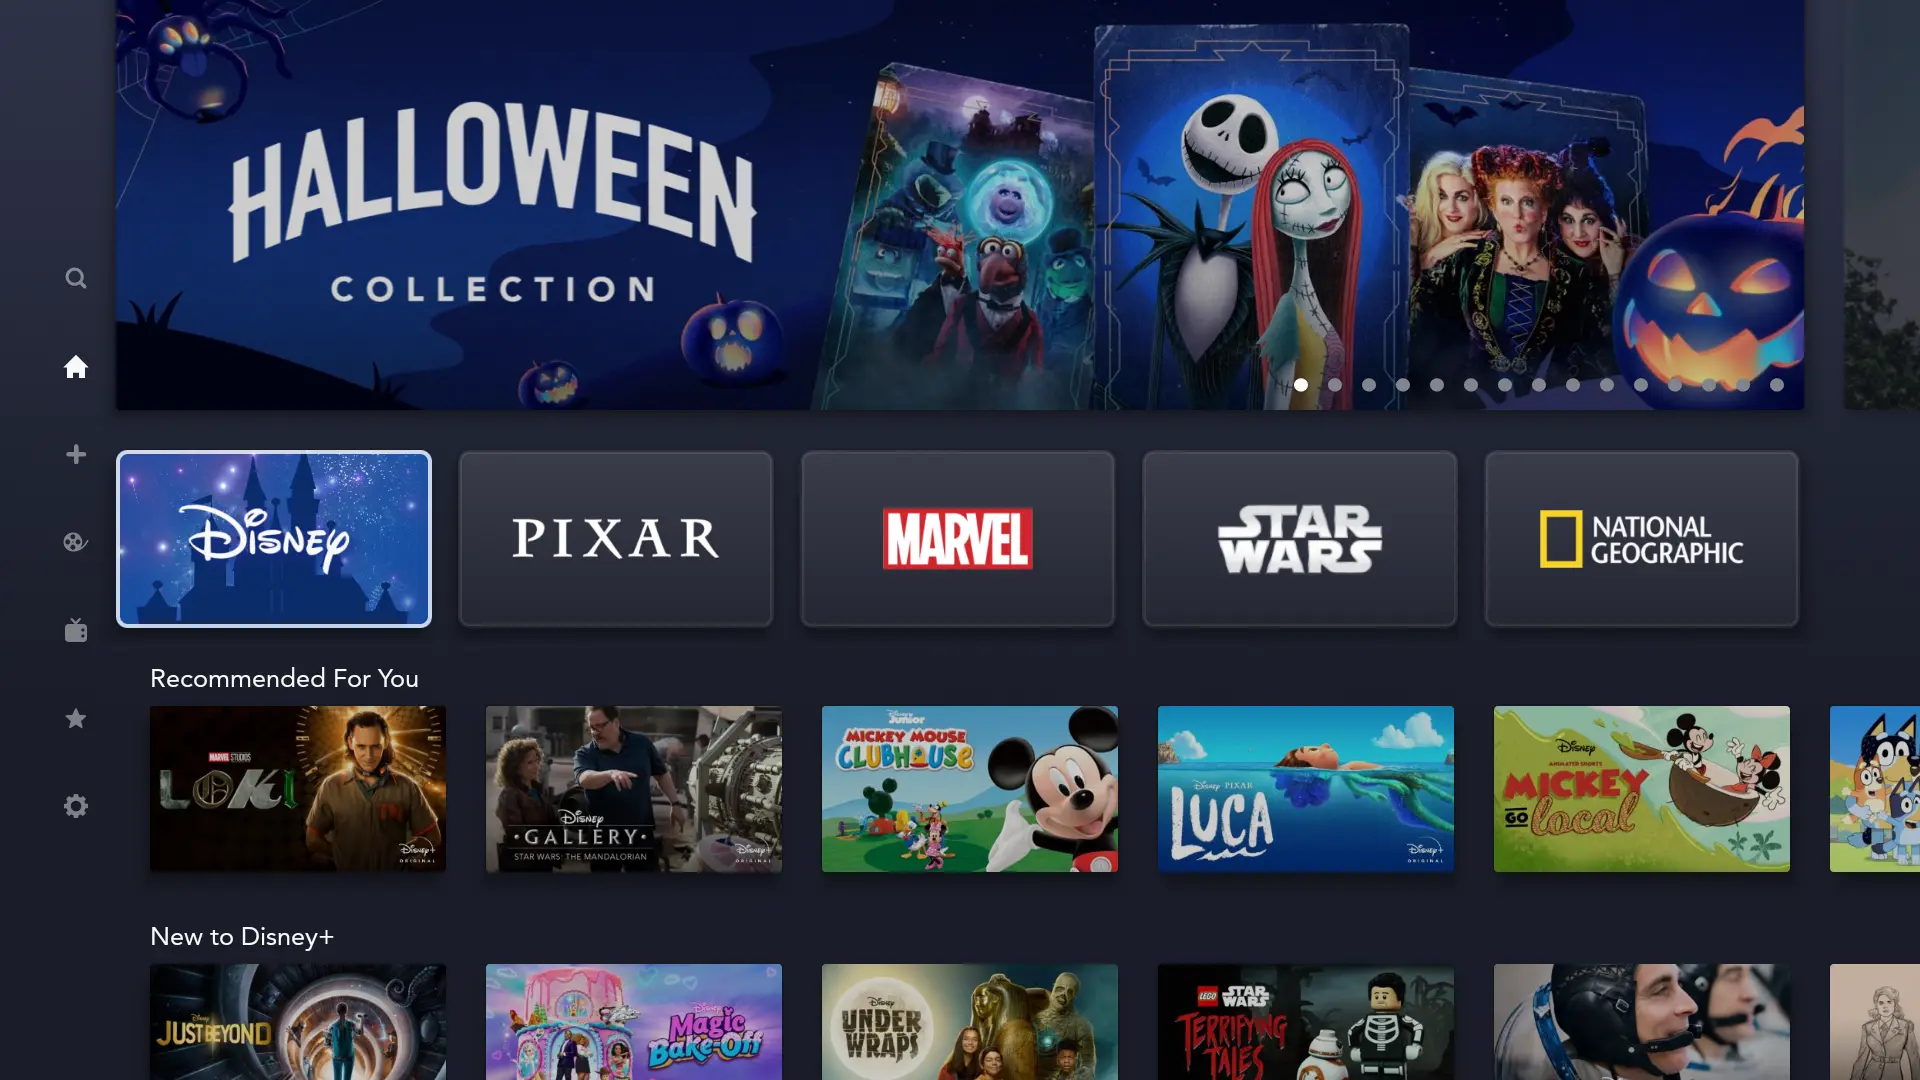 HALLOWEEN
COLLECTION
DISNEY
PIXAR
MARVEL
STAR
WARS
NATIONAL
GEOGRAPHIC
Recommended For You
MARVEL STUDIOS
LOKI
Disney+
ORIGINAL
Disney
GALLERY
STAR WARS: THE MANDALORIAN
Disney+
ORIGINAL
Disney
Junior
MICKEY MOUSE
CLUBHOUSE
Disney · PIXAR
LUCA
Disney+
ORIGINAL
Disney
ANIMATED SHORTS
MICKEY
GO local
New to Disney+
Disney
JUST BEYOND
Disney
Magic
Bake-Off
Disney
UNDER
WRAPS
LEGO STAR
WARS
TERRIFYING
TALES